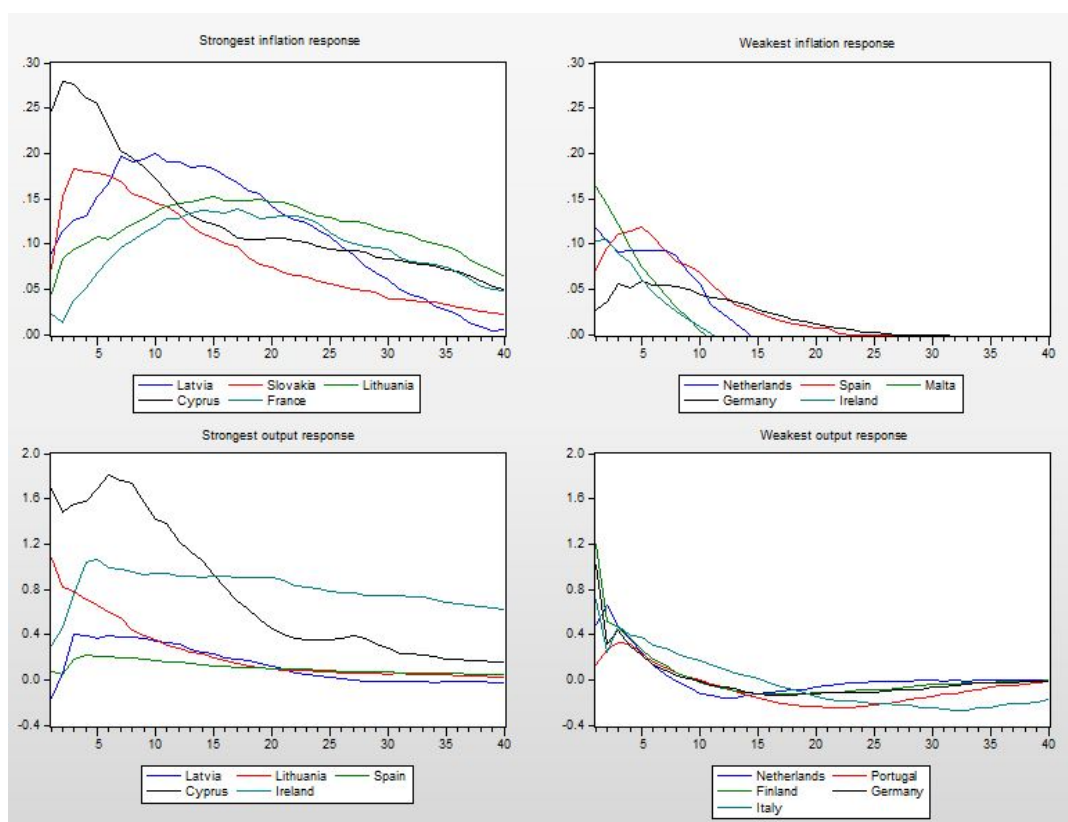 Strongest inflation response
.30
.25
.20
.15
.10
.05
.00
5 10 15 20 25 30 35 40
Latvia Slovakia Lithuania
Cyprus France
Weakest inflation response
.30
.25
.20
.15
.10
.05
.00
5 10 15 20 25 30 35 40
Netherlands Spain Malta
Germany Ireland
Strongest output response
2.0
1.6
1.2
0.8
0.4
0.0
-0.4
5 10 15 20 25 30 35 40
Latvia Lithuania Spain
Cyprus Ireland
Weakest output response
2.0
1.6
1.2
0.8
0.4
0.0
-0.4
5 10 15 20 25 30 35 40
Netherlands Portugal
Finland Germany
Italy